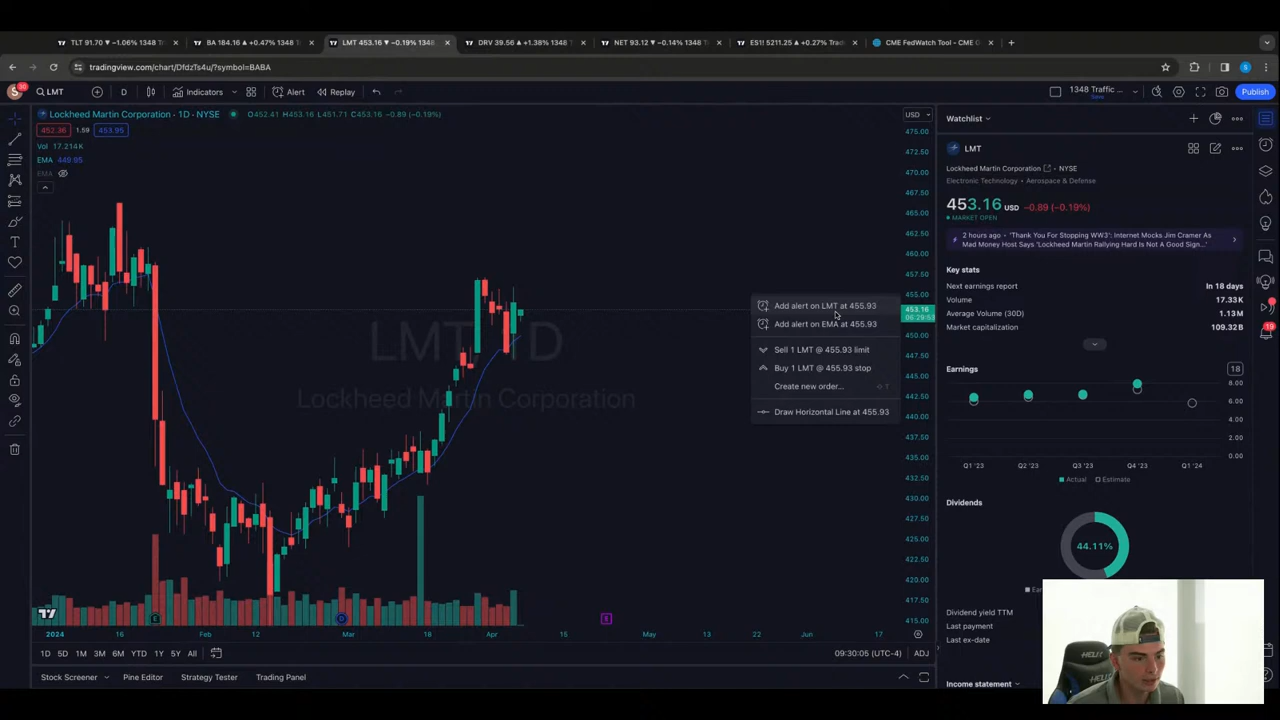 TLT 91.70 ▼ −1.06% 1348
BA 184.16 ▲ +0.47% 1348 Traffi
LMT 453.16 ▼ −0.19% 1348
DRV 39.56 ▲ +1.38% 1348 Traffi
NET 93.12 ▼ −0.14% 1348 Traffi
ES1! 5211.25 ▲ +0.27% Traffic
CME FedWatch Tool - CME G
tradingview.com/chart/DfdzTs4u/?symbol=BABA
S
30
LMT
D
Indicators
Alert
Replay
1348 Traffic ...
Save
Publish
Lockheed Martin Corporation · 1D · NYSE
O452.41 H453.16 L451.71 C453.16 −0.89 (−0.19%)
USD
452.36
1.59
453.95
Vol 17.214K
EMA 449.95
EMA
LMT, 1D
Lockheed Martin Corporation
475.00
472.50
470.00
467.50
465.00
462.50
460.00
457.50
455.00
453.16
06:29:53
450.00
447.50
445.00
442.50
440.00
437.50
435.00
432.50
430.00
427.50
425.00
422.50
420.00
417.50
415.00
Add alert on LMT at 455.93
Add alert on EMA at 455.93
Sell 1 LMT @ 455.93 limit
Buy 1 LMT @ 455.93 stop
Create new order...
T
Draw Horizontal Line at 455.93
E
D
E
2024
16
Feb
12
Mar
18
Apr
15
May
13
22
Jun
17
1D
5D
1M
3M
6M
YTD
1Y
5Y
All
09:30:05 (UTC-4)
ADJ
Stock Screener
Pine Editor
Strategy Tester
Trading Panel
Watchlist
LMT
Lockheed Martin Corporation
NYSE
Electronic Technology • Aerospace & Defense
453.16 USD −0.89 (−0.19%)
MARKET OPEN
2 hours ago • 'Thank You For Stopping WW3': Internet Mocks Jim Cramer As
Mad Money Host Says 'Lockheed Martin Rallying Hard Is Not A Good Sign...'
Key stats
Next earnings report
In 18 days
Volume
17.33K
Average Volume (30D)
1.13M
Market capitalization
109.32B
Earnings
18
8.00
6.00
4.00
2.00
0.00
Q1 '23
Q2 '23
Q3 '23
Q4 '23
Q1 '24
Actual
Estimate
Dividends
44.11%
Dividend yield TTM
Last payment
Last ex-date
Income statement
19
HELIX